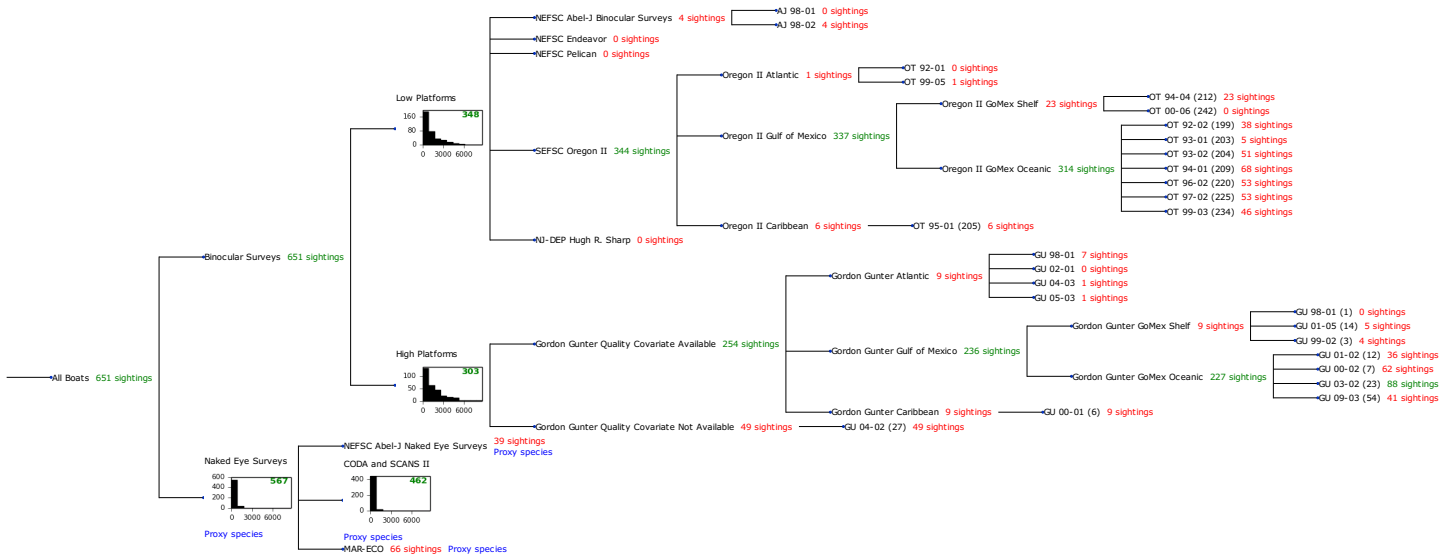 NEFSC Abel-J Binocular Surveys 4 sightings
AJ 98-01 0 sightings
AJ 98-02 4 sightings
NEFSC Endeavor 0 sightings
NEFSC Pelican 0 sightings
Low Platforms
348
160
80
0
0 3000 6000
SEFSC Oregon II 344 sightings
Oregon II Atlantic 1 sightings
OT 92-01 0 sightings
OT 99-05 1 sightings
Oregon II Gulf of Mexico 337 sightings
Oregon II GoMex Shelf 23 sightings
OT 94-04 (212) 23 sightings
OT 00-06 (242) 0 sightings
Oregon II GoMex Oceanic 314 sightings
OT 92-02 (199) 38 sightings
OT 93-01 (203) 5 sightings
OT 93-02 (204) 51 sightings
OT 94-01 (209) 68 sightings
OT 96-02 (220) 53 sightings
OT 97-02 (225) 53 sightings
OT 99-03 (234) 46 sightings
Oregon II Caribbean 6 sightings
OT 95-01 (205) 6 sightings
NJ-DEP Hugh R. Sharp 0 sightings
Binocular Surveys 651 sightings
Gordon Gunter Atlantic 9 sightings
GU 98-01 7 sightings
GU 02-01 0 sightings
GU 04-03 1 sightings
GU 05-03 1 sightings
High Platforms
303
100
50
0
0 3000 6000
Gordon Gunter Quality Covariate Available 254 sightings
Gordon Gunter Gulf of Mexico 236 sightings
Gordon Gunter GoMex Shelf 9 sightings
GU 98-01 (1) 0 sightings
GU 01-05 (14) 5 sightings
GU 99-02 (3) 4 sightings
Gordon Gunter GoMex Oceanic 227 sightings
GU 01-02 (12) 36 sightings
GU 00-02 (7) 62 sightings
GU 03-02 (23) 88 sightings
GU 09-03 (54) 41 sightings
Gordon Gunter Caribbean 9 sightings
GU 00-01 (6) 9 sightings
Gordon Gunter Quality Covariate Not Available 49 sightings
GU 04-02 (27) 49 sightings
All Boats 651 sightings
NEFSC Abel-J Naked Eye Surveys 39 sightings
Proxy species
Naked Eye Surveys
567
600
400
200
0
0 3000 6000
Proxy species
CODA and SCANS II
462
400
200
0
0 3000 6000
Proxy species
MAR-ECO 66 sightings Proxy species